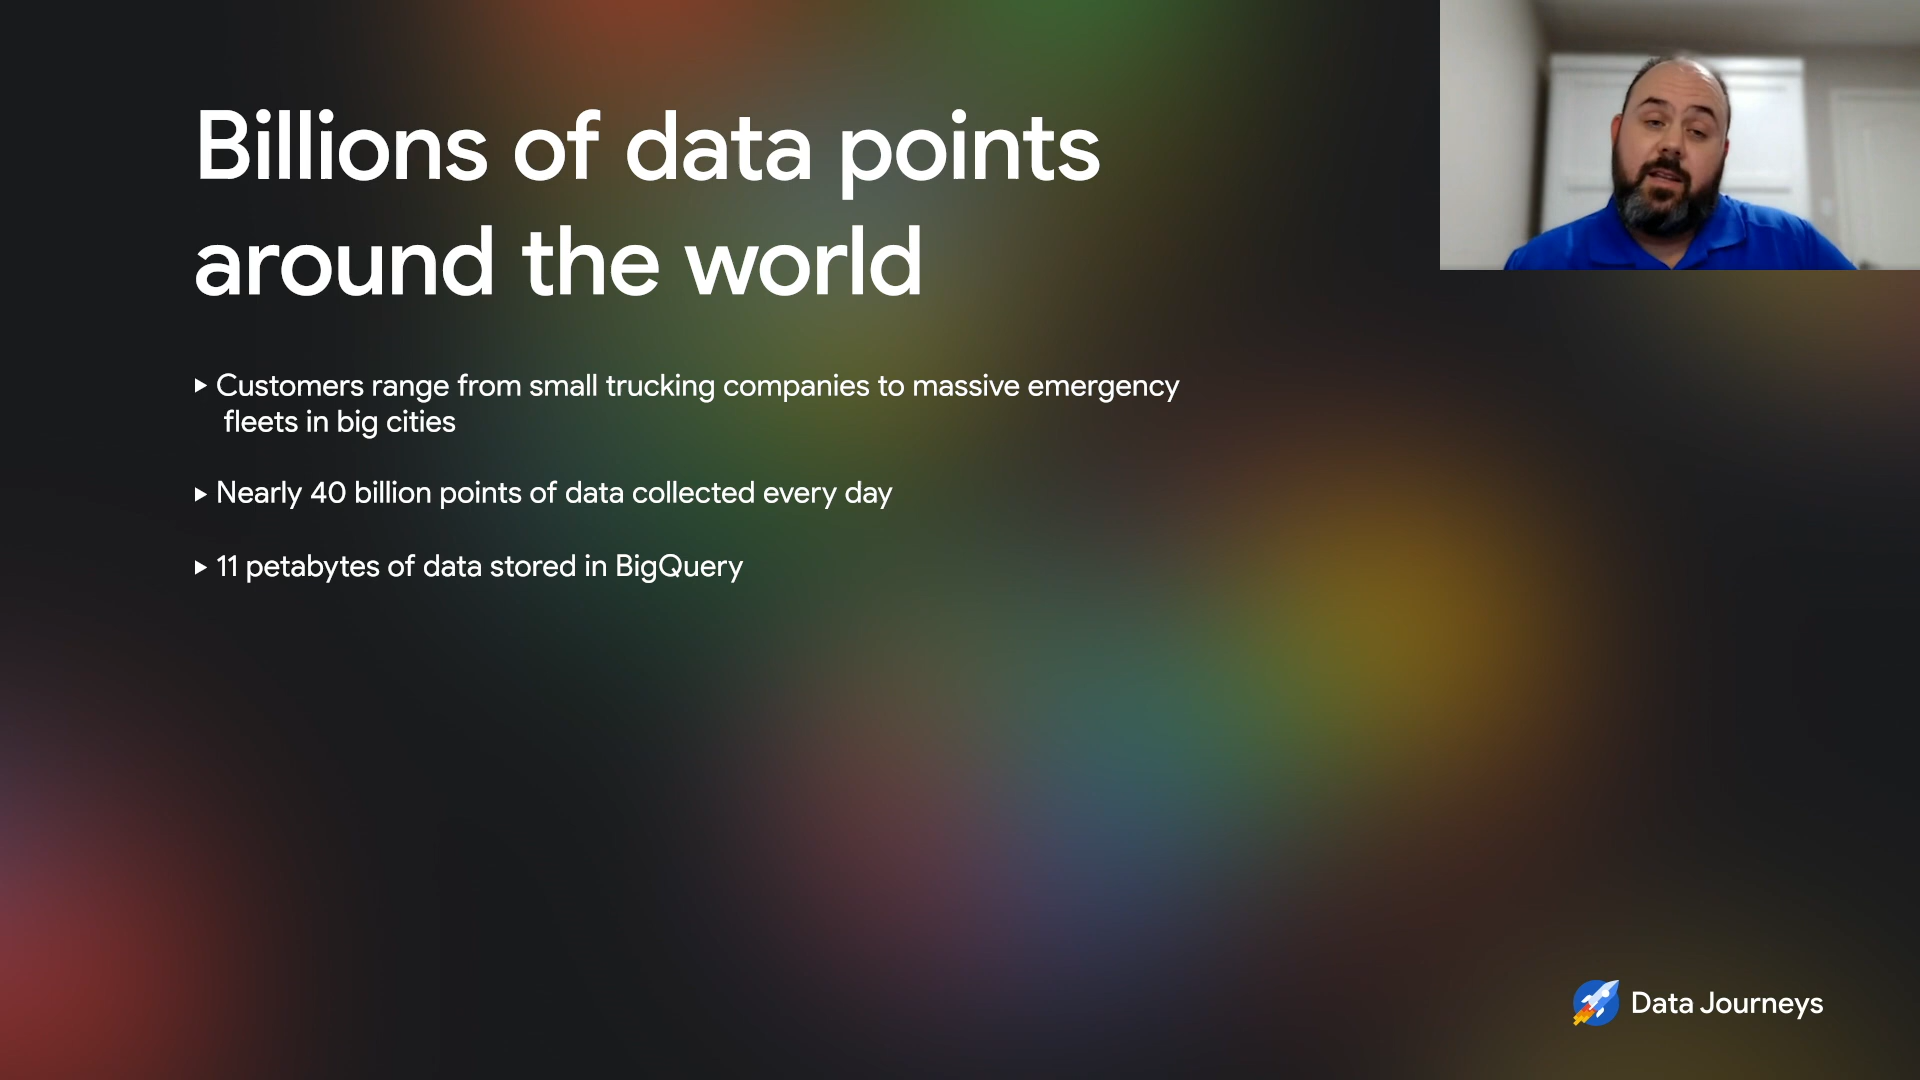 Billions of data points
around the world
▸ Customers range from small trucking companies to massive emergency
fleets in big cities
▸ Nearly 40 billion points of data collected every day
▸ 11 petabytes of data stored in BigQuery
Data Journeys